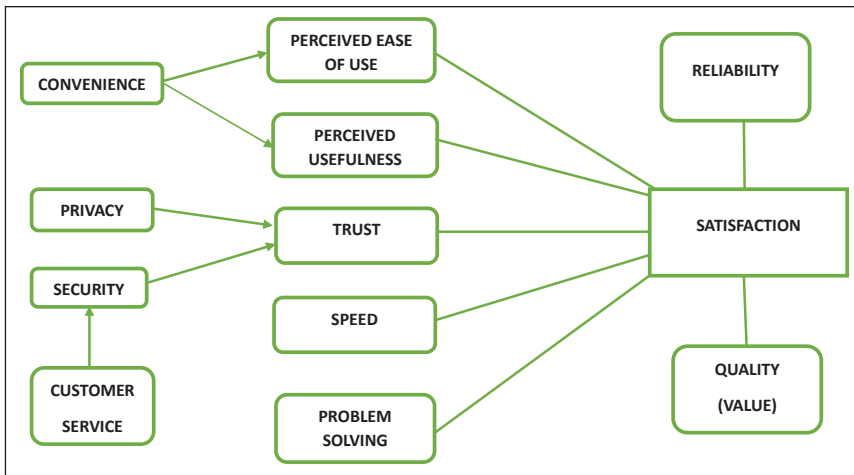 PERCEIVED EASE
OF USE
RELIABILITY
CONVENIENCE
PERCEIVED
USEFULNESS
PRIVACY
TRUST
SATISFACTION
SECURITY
SPEED
CUSTOMER
SERVICE
QUALITY
(VALUE)
PROBLEM
SOLVING